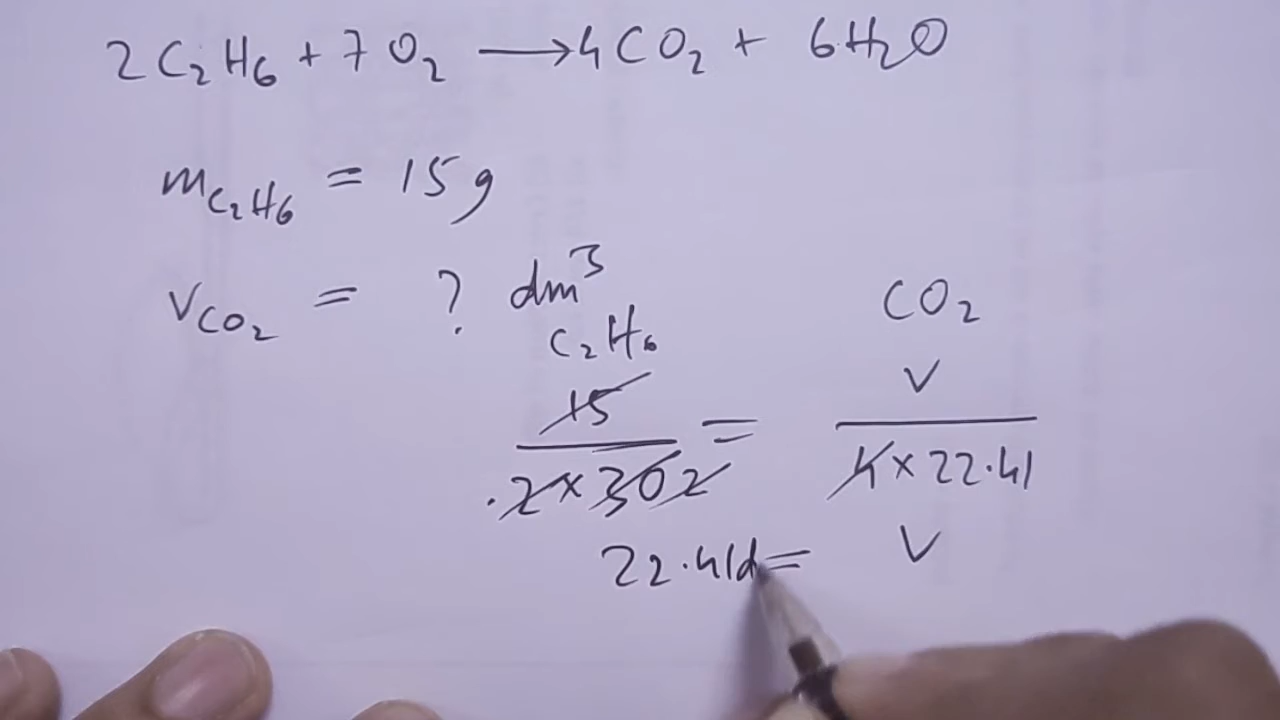 2C₂H₆ + 7O₂ ⟶ 4CO₂ + 6H₂O
m_C₂H₆ = 15g
V_CO₂ = ? dm³
C₂H₆ CO₂
15/2×30 2 = V/4×22.41
22.41d = V